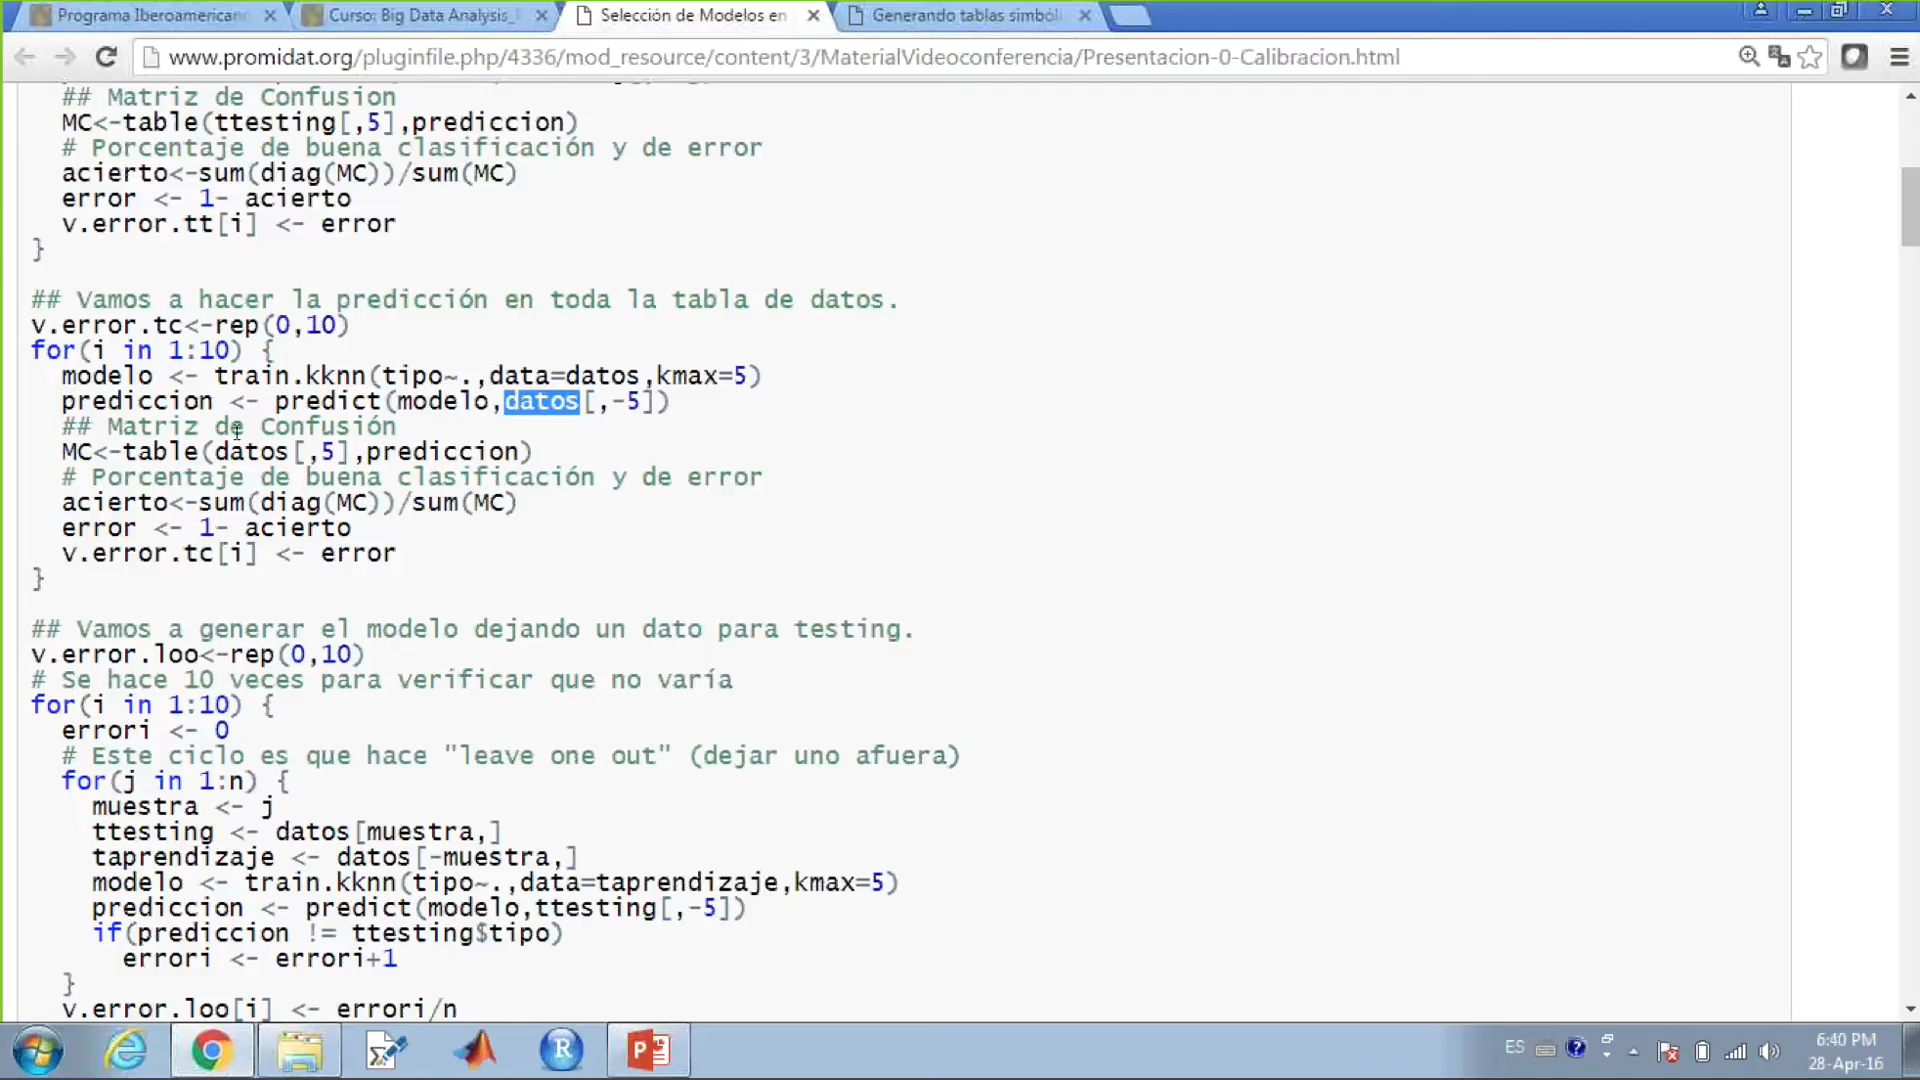 Programa Iberoamericano
Curso: Big Data Analysis_
Selección de Modelos en
Generando tablas simból
www.promidat.org/pluginfile.php/4336/mod_resource/content/3/MaterialVideoconferencia/Presentacion-0-Calibracion.html
## Matriz de Confusion
MC<-table(ttesting[,5],prediccion)
# Porcentaje de buena clasificación y de error
acierto<-sum(diag(MC))/sum(MC)
error <- 1- acierto
v.error.tt[i] <- error
}
## Vamos a hacer la predicción en toda la tabla de datos.
v.error.tc<-rep(0,10)
for(i in 1:10) {
modelo <- train.kknn(tipo~.,data=datos,kmax=5)
prediccion <- predict(modelo,datos[,-5])
## Matriz de Confusión
MC<-table(datos[,5],prediccion)
# Porcentaje de buena clasificación y de error
acierto<-sum(diag(MC))/sum(MC)
error <- 1- acierto
v.error.tc[i] <- error
}
## Vamos a generar el modelo dejando un dato para testing.
v.error.loo<-rep(0,10)
# Se hace 10 veces para verificar que no varía
for(i in 1:10) {
errori <- 0
# Este ciclo es que hace "leave one out" (dejar uno afuera)
for(j in 1:n) {
muestra <- j
ttesting <- datos[muestra,]
taprendizaje <- datos[-muestra,]
modelo <- train.kknn(tipo~.,data=taprendizaje,kmax=5)
prediccion <- predict(modelo,ttesting[,-5])
if(prediccion != ttesting$tipo)
errori <- errori+1
}
v.error.loo[i] <- errori/n
ES
6:40 PM
28-Apr-16